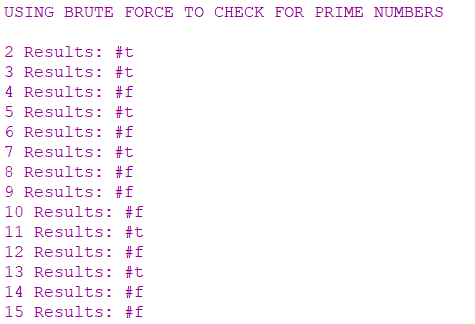 USING BRUTE FORCE TO CHECK FOR PRIME NUMBERS
2 Results: #t
3 Results: #t
4 Results: #f
5 Results: #t
6 Results: #f
7 Results: #t
8 Results: #f
9 Results: #f
10 Results: #f
11 Results: #t
12 Results: #f
13 Results: #t
14 Results: #f
15 Results: #f